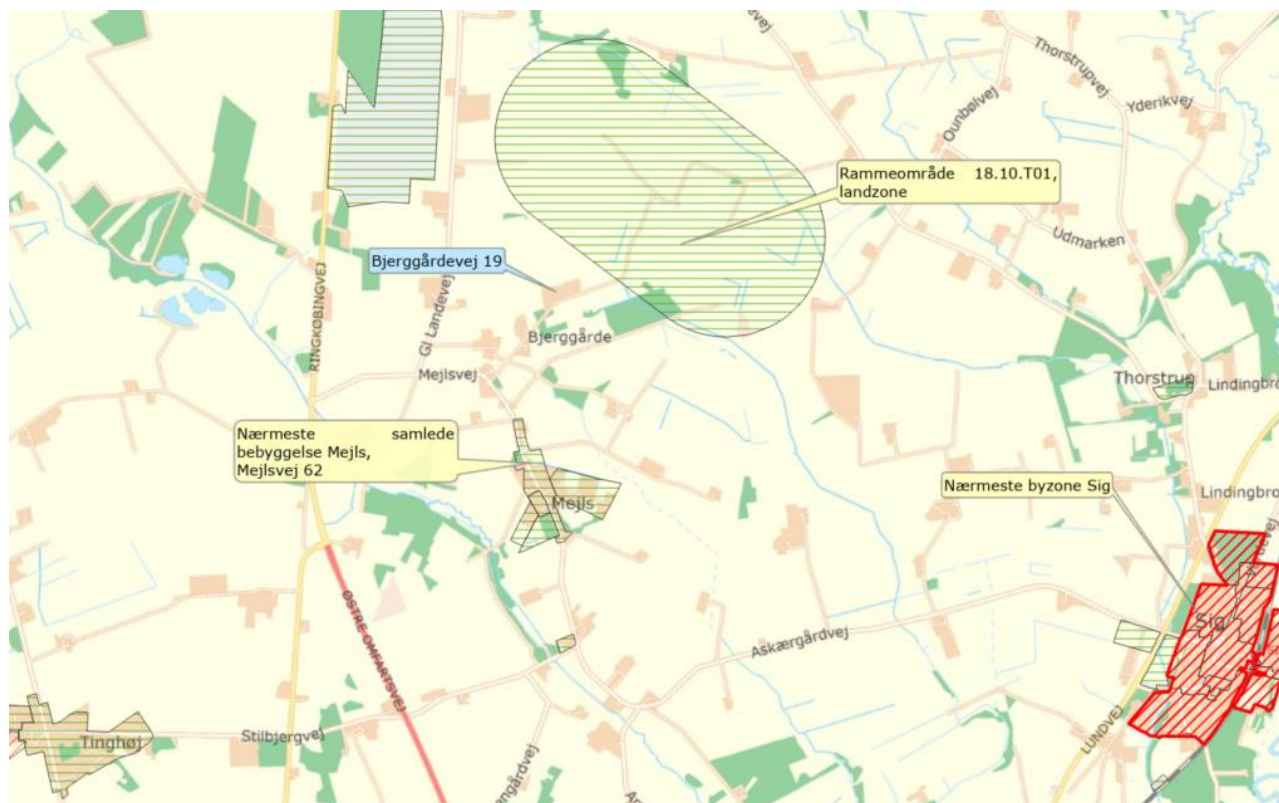 Thorstrupvej
Yderikvej
Ounbølvej
Rammeområde 18.10.T01,
landzone
Udmarken
Bjerggårdevej 19
RINGKØBINGVEJ
Gl Landevej
Bjerggårde
Mejlsvej
Thorstrup
Lindingbro
Nærmeste samlede
bebyggelse Mejls,
Mejlsvej 62
Nærmeste byzone Sig
Lindingbro
Mejls
ØSTRE OMFARTSVEJ
Sig
Askærgårdvej
LUNDVEJ
Tinghøj
Stilbjergvej